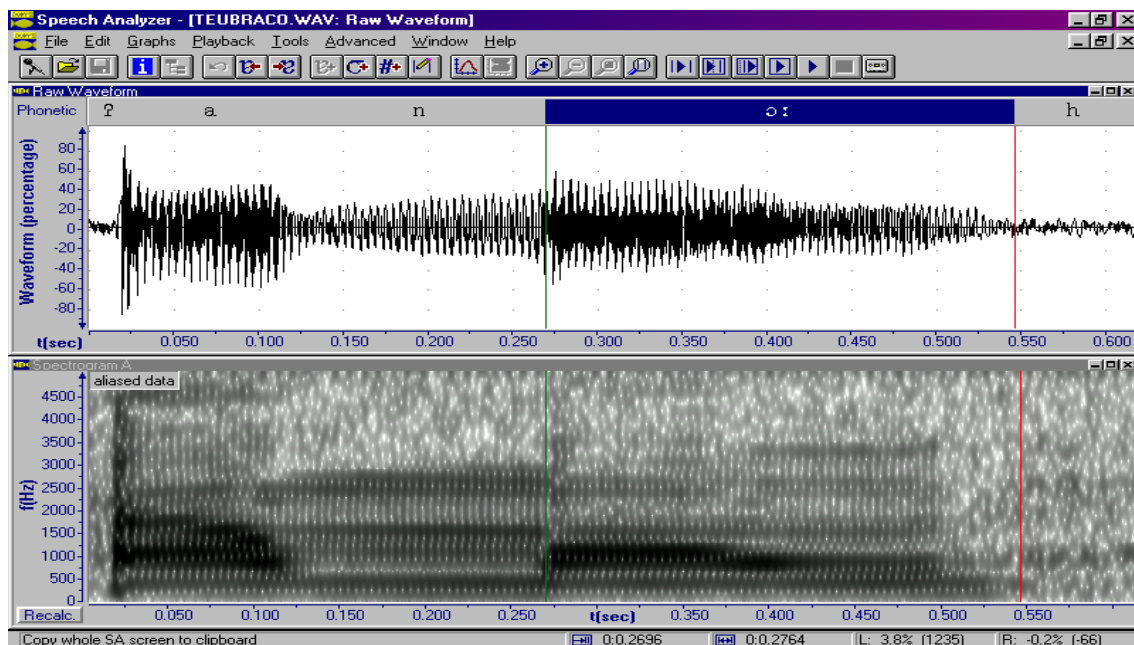 Speech Analyzer - [TEUBRACO.WAV: Raw Waveform]
File Edit Graphs Playback Tools Advanced Window Help
Raw Waveform
Phonetic ʔ a n ɔː h
Waveform (percentage)
80
60
40
20
0
-20
-40
-60
-80
t(sec) 0.050 0.100 0.150 0.200 0.250 0.300 0.350 0.400 0.450 0.500 0.550 0.600
Spectrogram A
aliased data
f(Hz)
4500
4000
3500
3000
2500
2000
1500
1000
500
0
Recalc. 0.050 0.100 0.150 0.200 0.250 t(sec) 0.350 0.400 0.450 0.500 0.550 0.600
Copy whole SA screen to clipboard 0:0.2696 0:0.2764 L: 3.8% (1235) R: -0.2% (-66)